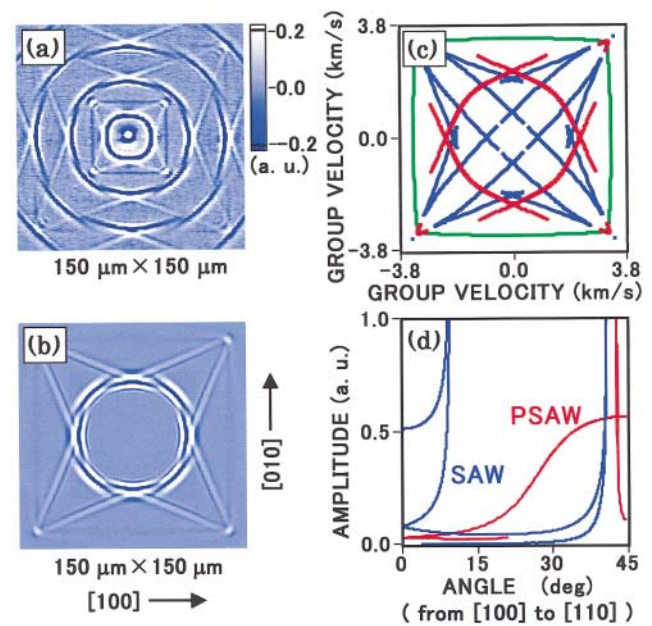 (a)
0.2
0.0
-0.2
(a. u.)
150 μm × 150 μm
(b)
150 μm × 150 μm
[100]
[010]
(c)
GROUP VELOCITY (km/s)
3.8
0.0
-3.8
-3.8 0.0 3.8
GROUP VELOCITY (km/s)
(d)
AMPLITUDE (a. u.)
1.0
0.5
0.0
PSAW
SAW
0 15 30 45
ANGLE (deg)
( from [100] to [110] )